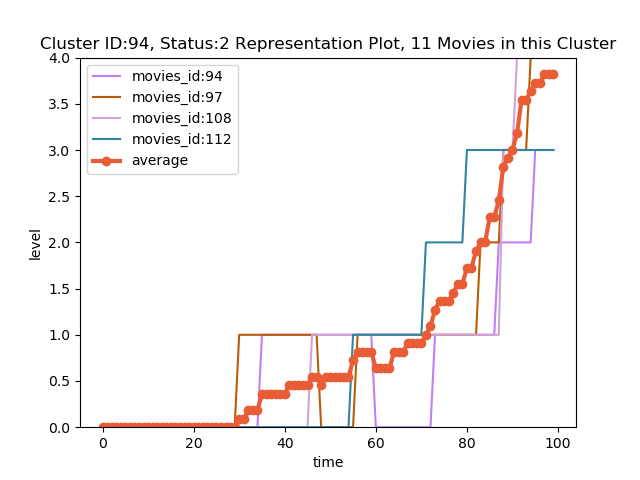 Cluster ID:94, Status:2 Representation Plot, 11 Movies in this Cluster
4.0
3.5
3.0
2.5
2.0
1.5
1.0
0.5
0.0
level
movies_id:94
movies_id:97
movies_id:108
movies_id:112
average
0 20 40 60 80 100
time